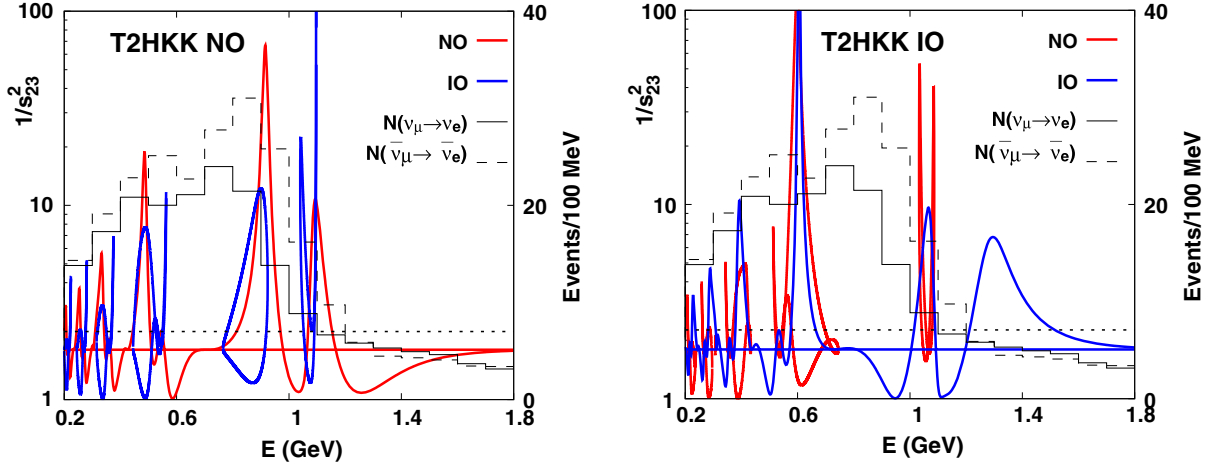 T2HKK NO
NO
IO
N(νμ→νe)
N(ν̄μ→ ν̄e)
1/s²₂₃
100
10
1
40
20
0
Events/100 MeV
0.2 0.6 1 1.4 1.8
E (GeV)
T2HKK IO
NO
IO
N(νμ→νe)
N(ν̄μ→ ν̄e)
1/s²₂₃
100
10
1
40
20
0
Events/100 MeV
0.2 0.6 1 1.4 1.8
E (GeV)